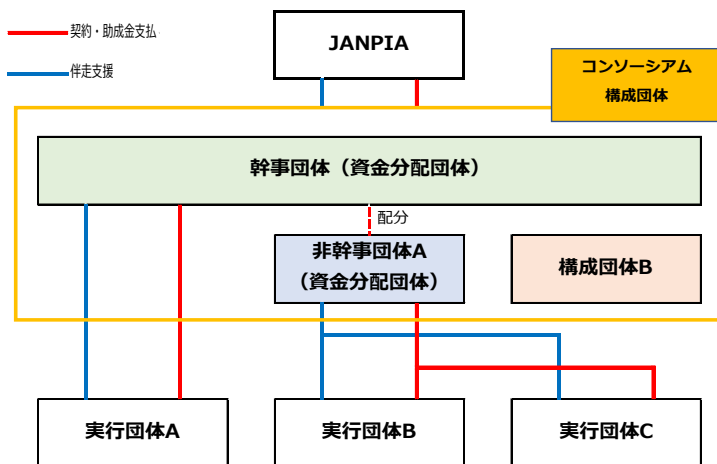 契約・助成金支払
JANPIA
コンソーシアム
構成団体
伴走支援
幹事団体（資金分配団体）
配分
非幹事団体A
（資金分配団体）
構成団体B
実行団体A
実行団体B
実行団体C